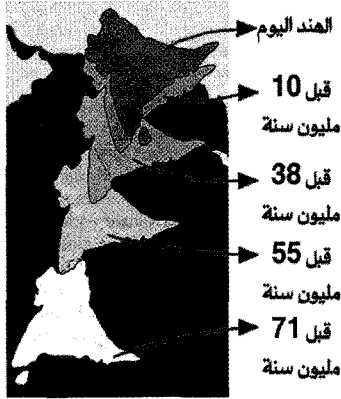 الهند اليوم
قبل 10
مليون سنة
قبل 38
مليون سنة
قبل 55
مليون سنة
قبل 71
مليون سنة